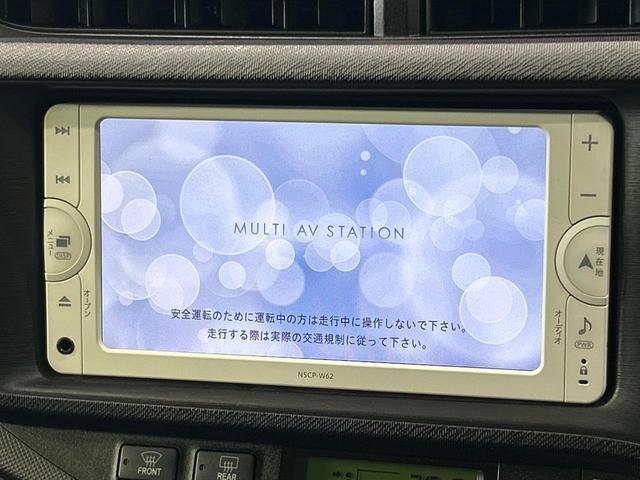 MULTI AV STATION
安全運転のために運転中の方は走行中に操作しないで下さい。
走行する際は実際の交通規制に従って下さい。
メニュー
DISP
オープン
+
−
現在地
オーディオ
PWR
NSCP-W62
FRONT
REAR